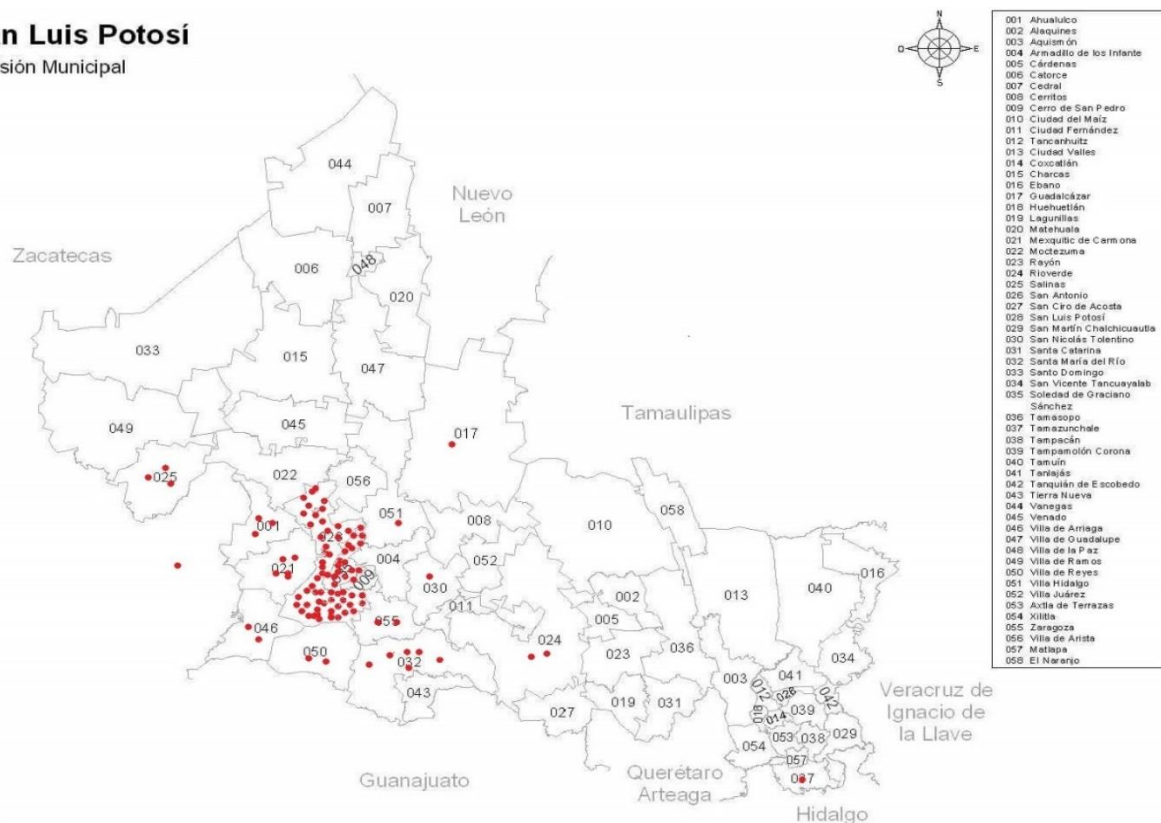 n Luis Potosí
sión Municipal
N
O
E
S
001 Ahualulco
002 Alaquines
003 Aquismón
004 Armadillo de los Infante
005 Cárdenas
006 Catorce
007 Cedral
008 Cerritos
009 Cerro de San Pedro
010 Ciudad del Maíz
011 Ciudad Fernández
012 Tancanhuitz
013 Ciudad Valles
014 Coxcatlán
015 Charcas
016 Ebano
017 Guadalcázar
018 Huehuetlán
019 Lagunillas
020 Matehuala
021 Mexquitic de Carmona
022 Moctezuma
023 Rayón
024 Rioverde
025 Salinas
026 San Antonio
027 San Ciro de Acosta
028 San Luis Potosí
029 San Martín Chalchicuautla
030 San Nicolás Tolentino
031 Santa Catarina
032 Santa María del Río
033 Santo Domingo
034 San Vicente Tancuayalab
035 Soledad de Graciano
Sánchez
036 Tamasopo
037 Tamazunchale
038 Tampacán
039 Tampamolón Corona
040 Tamuín
041 Tanlajás
042 Tanquián de Escobedo
043 Tierra Nueva
044 Vanegas
045 Venado
046 Villa de Arriaga
047 Villa de Guadalupe
048 Villa de la Paz
049 Villa de Ramos
050 Villa de Reyes
051 Villa Hidalgo
052 Villa Juárez
053 Axtla de Terrazas
054 Xilitla
055 Zaragoza
056 Villa de Arista
057 Matlapa
058 El Naranjo
044
007
Nuevo
León
Zacatecas
006
048
020
033
015
047
049
045
Tamaulipas
017
025
022
056
058
001
051
008
010
004
052
016
021
009
030
002
013
040
011
005
046
055
024
023
036
034
050
032
003
041
043
012
026
042
Veracruz de
Ignacio de
la Llave
027
019
031
018
014
039
053
038
029
054
057
037
Guanajuato
Querétaro
Arteaga
Hidalgo